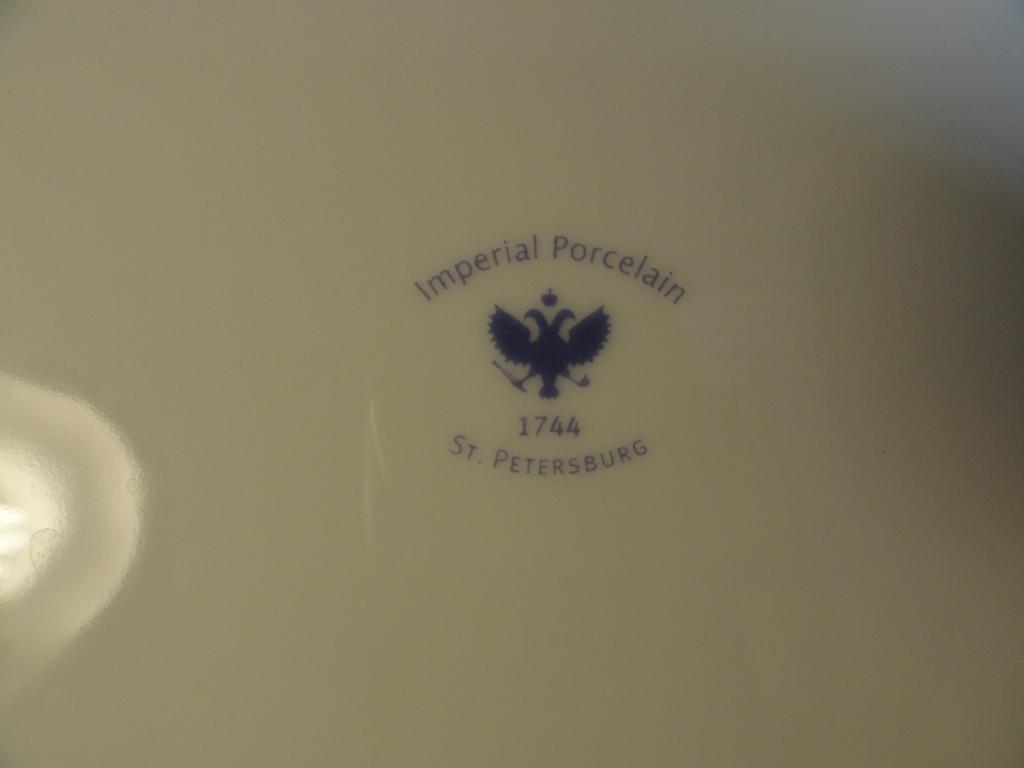 Imperial Porcelain
1744
ST. PETERSBURG